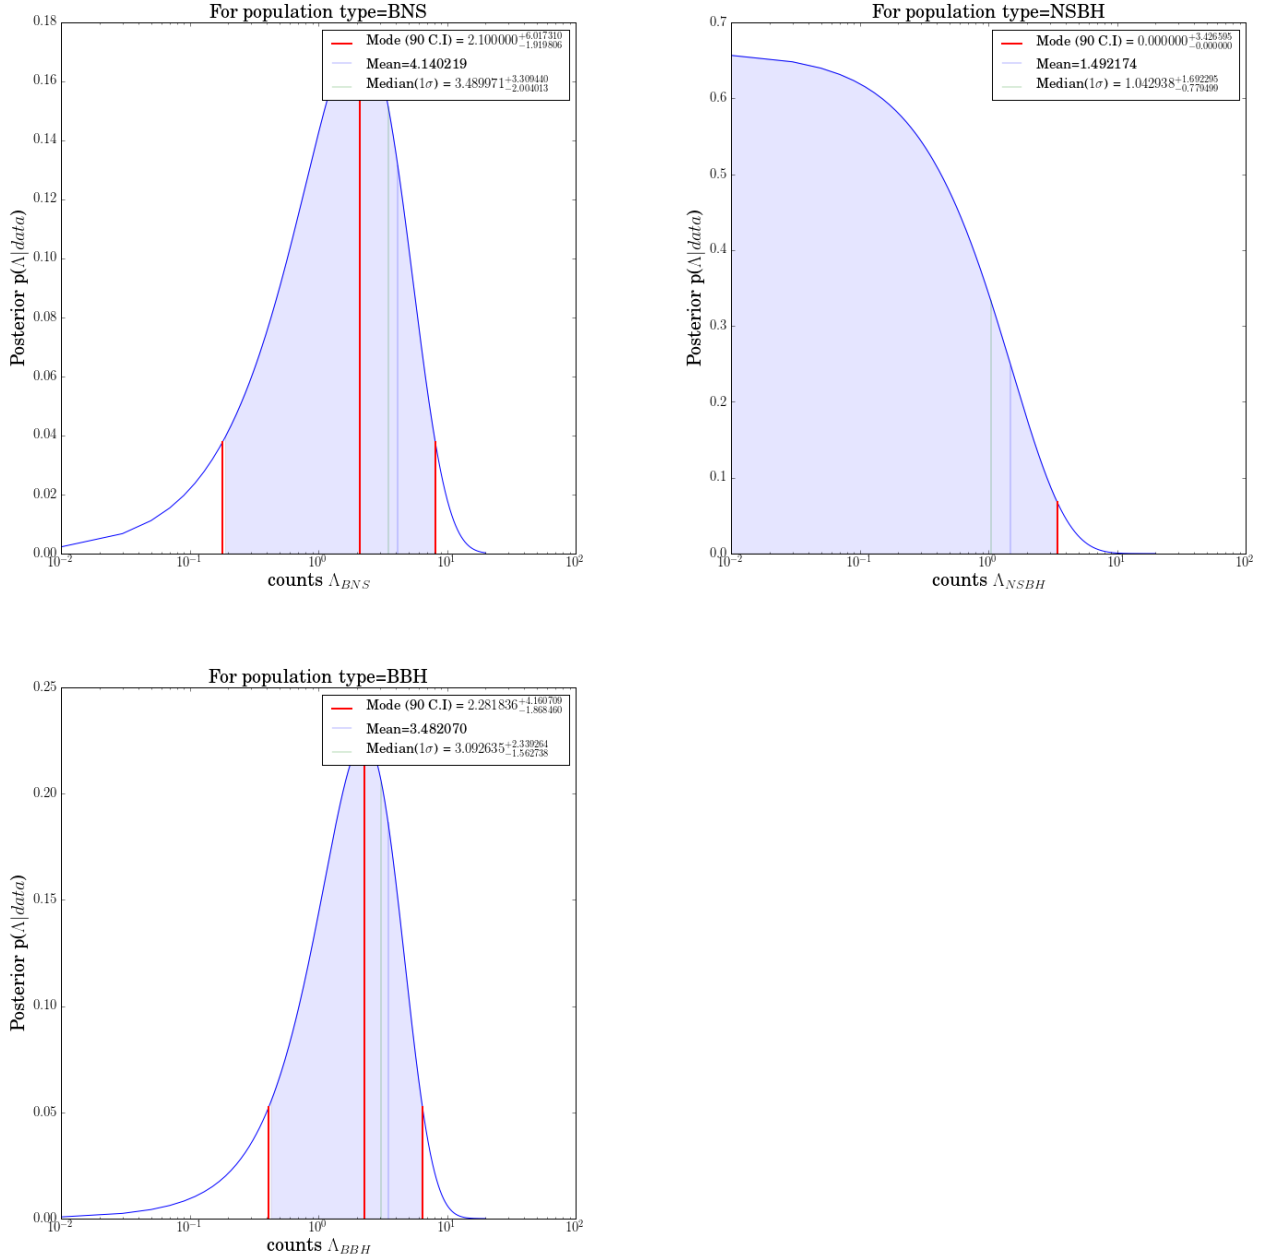 For population type=BNS
Mode (90 C.I) = 2.100000 +6.017310 −1.919806
Mean=4.140219
Median(1σ) = 3.489971 +3.309440 −2.004013
0.18
0.16
0.14
0.12
0.10
0.08
0.06
0.04
0.02
0.00
Posterior p(Λ|data)
10^-2 10^-1 10^0 10^1 10^2
counts Λ_BNS
For population type=NSBH
Mode (90 C.I) = 0.000000 +3.426595 −0.000000
Mean=1.492174
Median(1σ) = 1.042938 +1.692295 −0.779499
0.7
0.6
0.5
0.4
0.3
0.2
0.1
0.0
Posterior p(Λ|data)
10^-2 10^-1 10^0 10^1 10^2
counts Λ_NSBH
For population type=BBH
Mode (90 C.I) = 2.281836 +4.160709 −1.868460
Mean=3.482070
Median(1σ) = 3.092635 +2.339264 −1.562738
0.25
0.20
0.15
0.10
0.05
0.00
Posterior p(Λ|data)
10^-2 10^-1 10^0 10^1 10^2
counts Λ_BBH